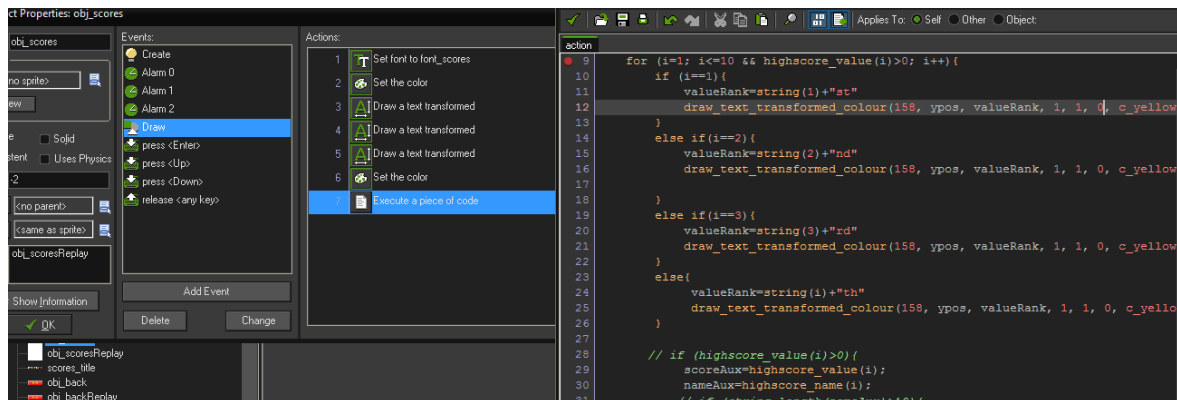 ct Properties: obj_scores
obj_scores
no sprite>
ew
e
Solid
stent
Uses Physics
-2
<no parent>
<same as sprite>
obj_scoresReplay
Show Information
OK
Events:
Create
Alarm 0
Alarm 1
Alarm 2
Draw
press <Enter>
press <Up>
press <Down>
release <any key>
Add Event
Delete
Change
Actions:
1 Set font to font_scores
2 Set the color
3 Draw a text transformed
4 Draw a text transformed
5 Draw a text transformed
6 Set the color
7 Execute a piece of code
obj_scoresReplay
scores_title
obj_back
obj_backReplay
Applies To: Self Other Object:
action
9 for (i=1; i<=10 && highscore_value(i)>0; i++){
10 if (i==1){
11 valueRank=string(1)+"st"
12 draw_text_transformed_colour(158, ypos, valueRank, 1, 1, 0, c_yellow
13 }
14 else if(i==2){
15 valueRank=string(2)+"nd"
16 draw_text_transformed_colour(158, ypos, valueRank, 1, 1, 0, c_yellow
17
18 }
19 else if(i==3){
20 valueRank=string(3)+"rd"
21 draw_text_transformed_colour(158, ypos, valueRank, 1, 1, 0, c_yellow
22 }
23 else{
24 valueRank=string(i)+"th"
25 draw_text_transformed_colour(158, ypos, valueRank, 1, 1, 0, c_yello
26 }
27
28 // if (highscore_value(i)>0){
29 scoreAux=highscore_value(i);
30 nameAux=highscore_name(i);